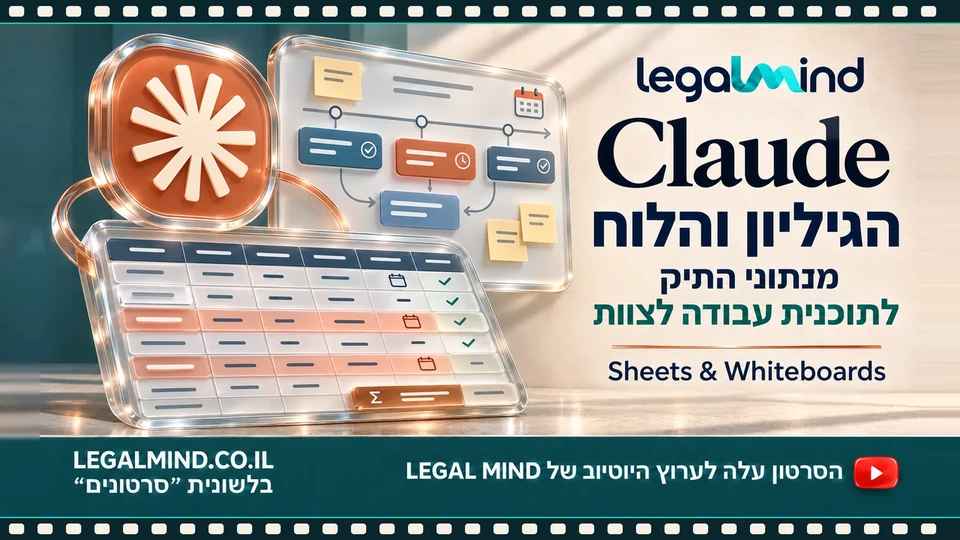 legalmind
Claude
הגיליון והלוח
מנתוני התיק
לתוכנית עבודה לצוות
Sheets & Whiteboards
הסרטון עלה לערוץ היוטיוב של LEGAL MIND
LEGALMIND.CO.IL
בלשונית "סרטונים"
Σ